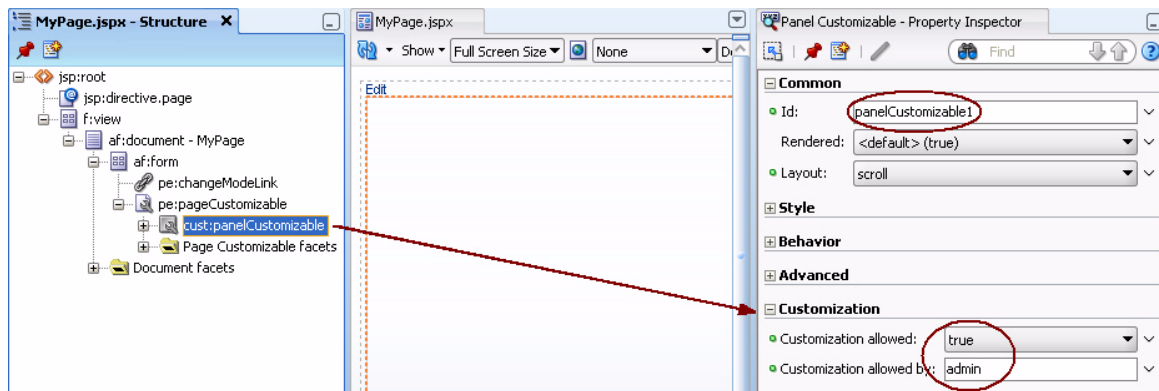 MyPage.jspx - Structure
jsp:root
jsp:directive.page
f:view
af:document - MyPage
af:form
pe:changeModeLink
pe:pageCustomizable
cust:panelCustomizable
Page Customizable facets
Document facets
MyPage.jspx
Show Full Screen Size None
Edit
Panel Customizable - Property Inspector
Find
Common
Id: panelCustomizable1
Rendered: <default> (true)
Layout: scroll
Style
Behavior
Advanced
Customization
Customization allowed: true
Customization allowed by: admin